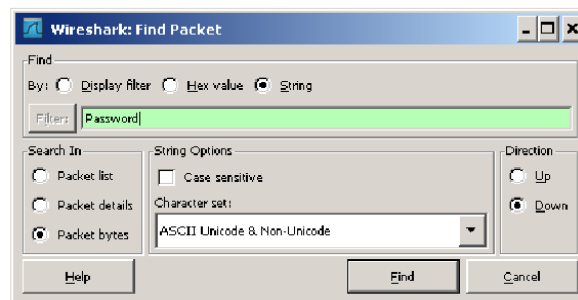 Wireshark: Find Packet
Find
By: Display filter Hex value String
Filter: Password
Search In
Packet list
Packet details
Packet bytes
String Options
Case sensitive
Character set:
ASCII Unicode & Non-Unicode
Direction
Up
Down
Help Find Cancel